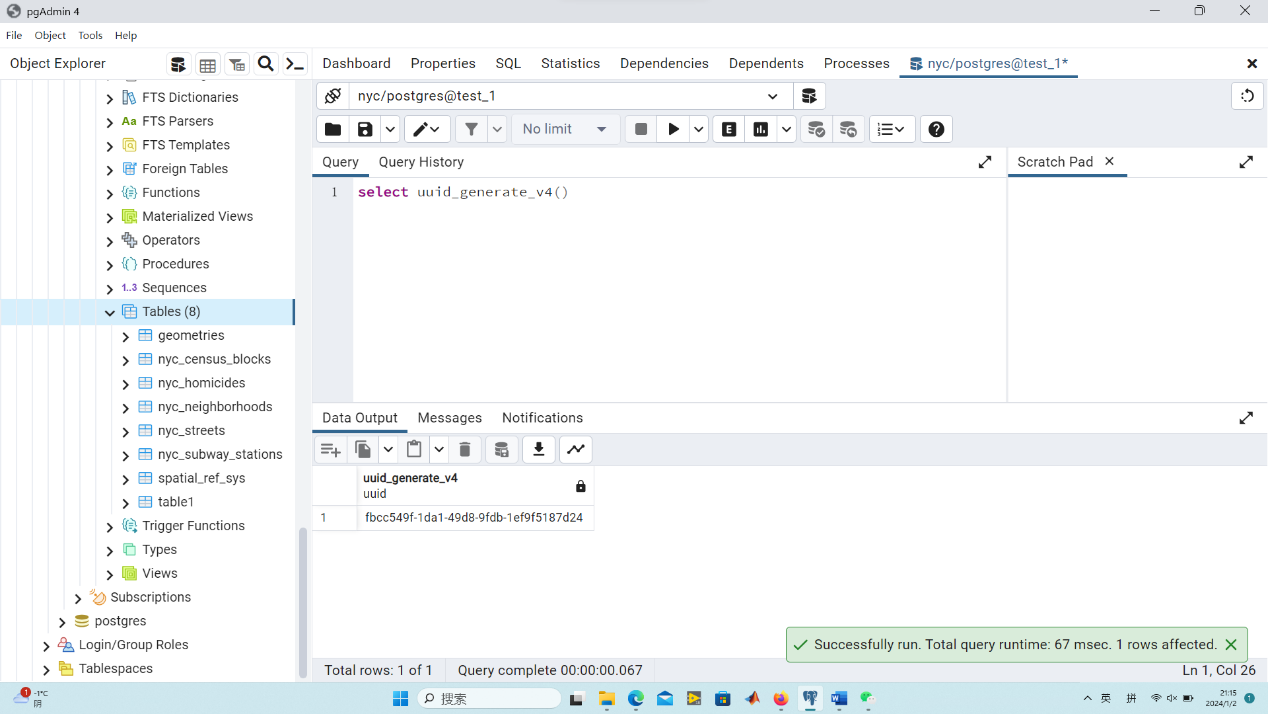 pgAdmin 4
File Object Tools Help
Object Explorer
Dashboard Properties SQL Statistics Dependencies Dependents Processes nyc/postgres@test_1*
FTS Dictionaries
Aa FTS Parsers
FTS Templates
Foreign Tables
Functions
Materialized Views
Operators
Procedures
1..3 Sequences
Tables (8)
geometries
nyc_census_blocks
nyc_homicides
nyc_neighborhoods
nyc_streets
nyc_subway_stations
spatial_ref_sys
table1
Trigger Functions
Types
Views
Subscriptions
postgres
Login/Group Roles
Tablespaces
nyc/postgres@test_1
No limit
E
Query Query History
Scratch Pad
1 select uuid_generate_v4()
Data Output Messages Notifications
uuid_generate_v4
uuid
1 fbcc549f-1da1-49d8-9fdb-1ef9f5187d24
Successfully run. Total query runtime: 67 msec. 1 rows affected.
Total rows: 1 of 1 Query complete 00:00:00.067 Ln 1, Col 26
1 -1°C
阴
搜索
英 拼
21:15
2024/1/2
1